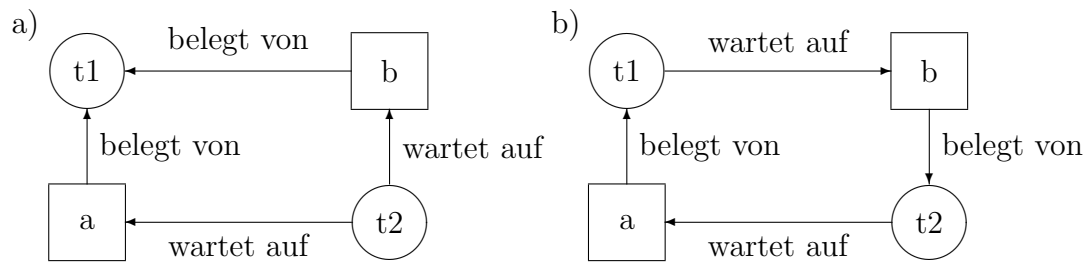 a)
belegt von
t1
b
belegt von
wartet auf
a
t2
wartet auf
b)
wartet auf
t1
b
belegt von
belegt von
a
t2
wartet auf